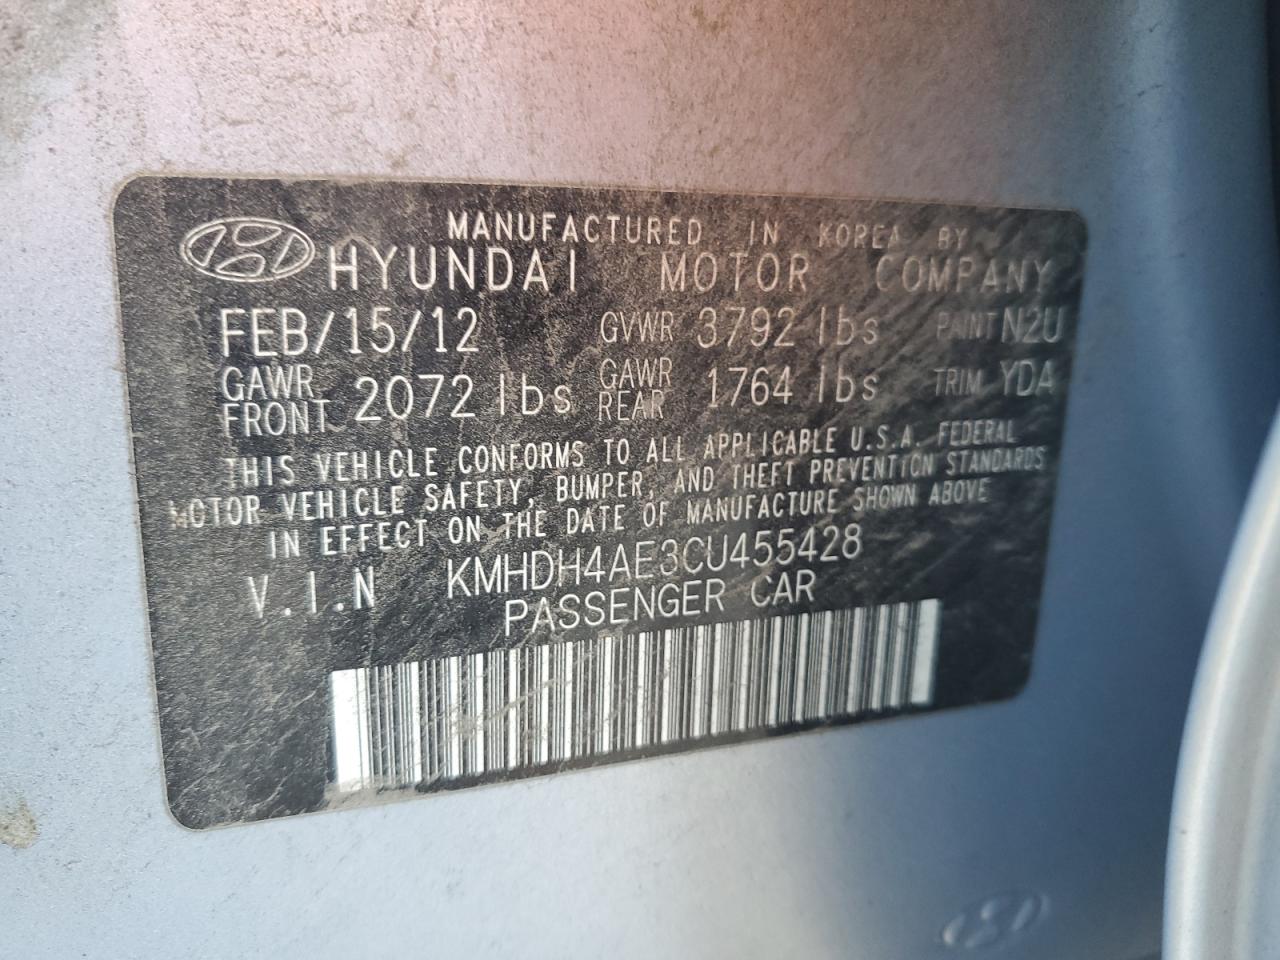 MANUFACTURED IN KOREA BY
HYUNDAI MOTOR COMPANY
FEB/15/12 GVWR 3792 lbs PAINT N2U
GAWR FRONT 2072 lbs GAWR REAR 1764 lbs TRIM YDA
THIS VEHICLE CONFORMS TO ALL APPLICABLE U.S.A. FEDERAL
MOTOR VEHICLE SAFETY, BUMPER, AND THEFT PREVENTION STANDARDS
IN EFFECT ON THE DATE OF MANUFACTURE SHOWN ABOVE
V.I.N KMHDH4AE3CU455428
PASSENGER CAR